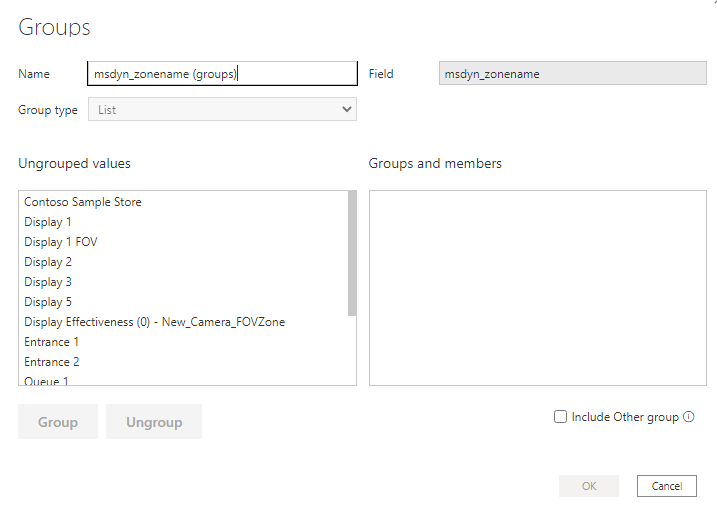 Groups
Name msdyn_zonename (groups) Field msdyn_zonename
Group type List
Ungrouped values Groups and members
Contoso Sample Store
Display 1
Display 1 FOV
Display 2
Display 3
Display 5
Display Effectiveness (0) - New_Camera_FOVZone
Entrance 1
Entrance 2
Queue 1
Group Ungroup Include Other group
OK Cancel